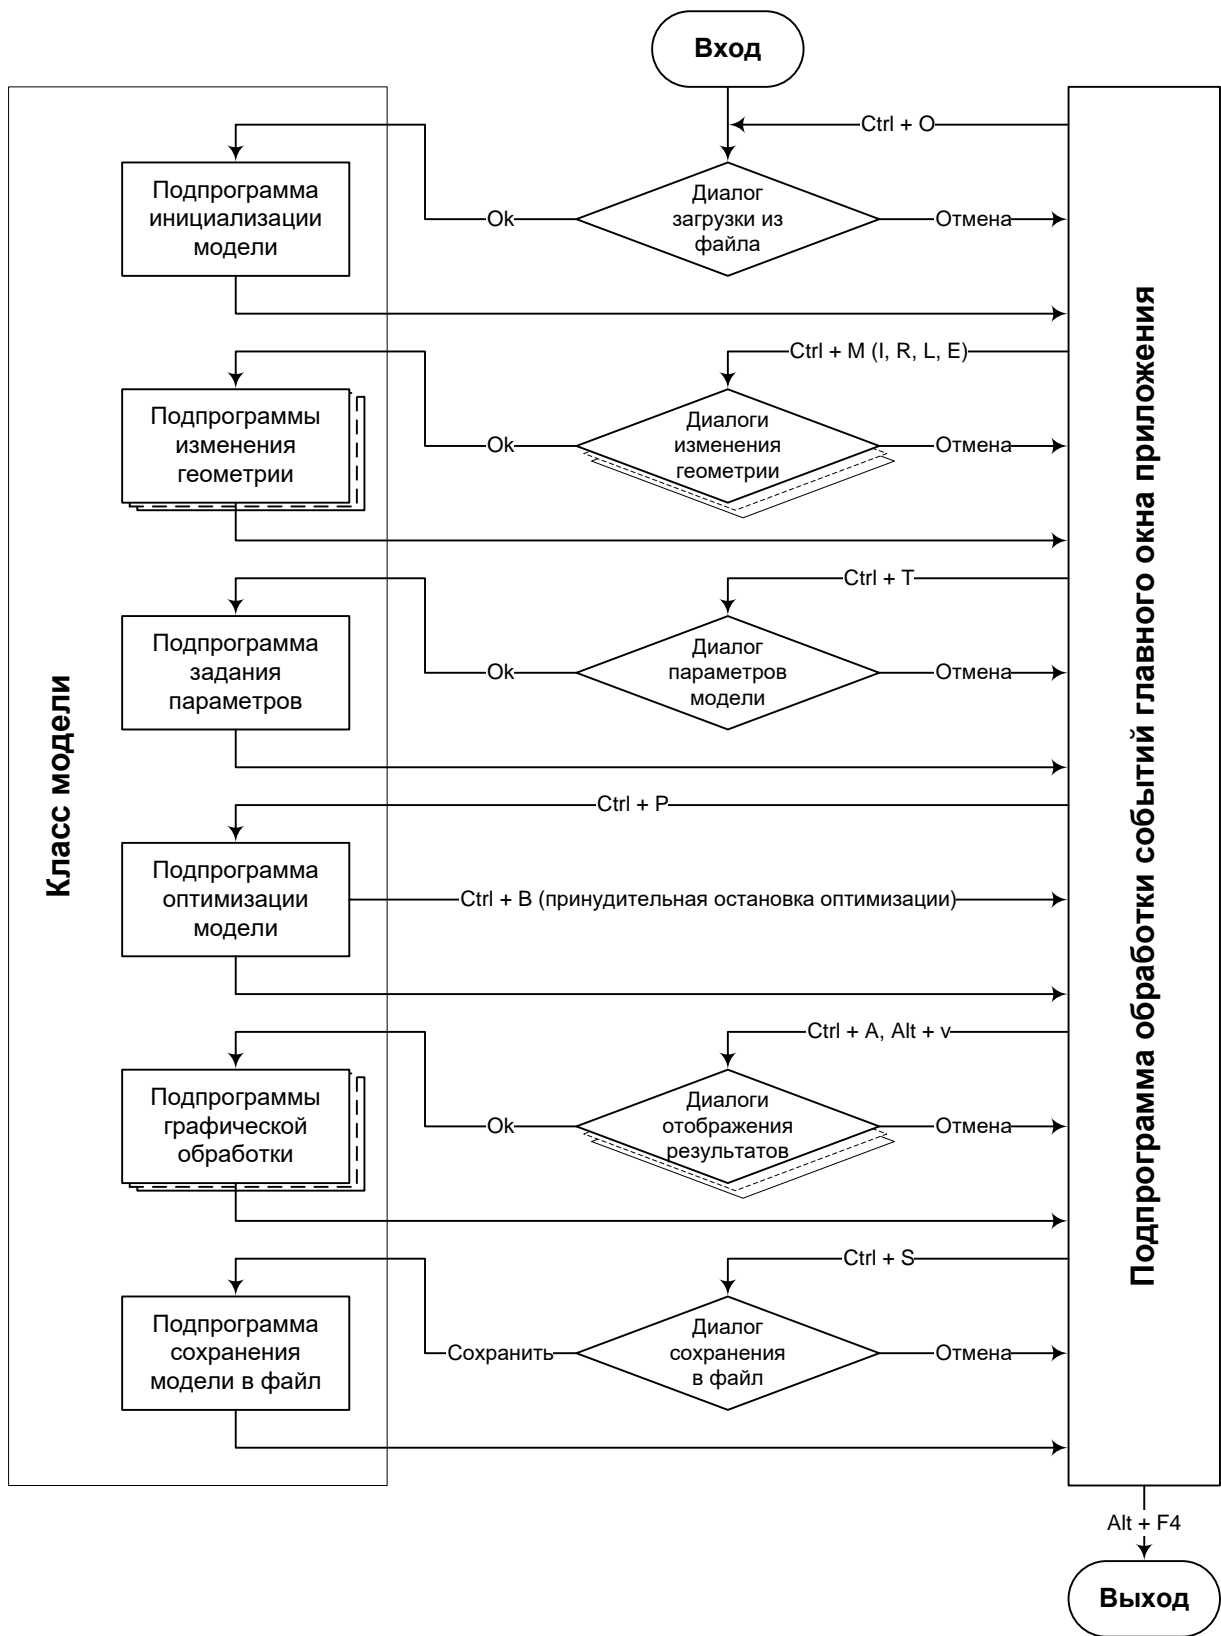 Вход
Ctrl + O
Подпрограмма
инициализации
модели
Ok
Диалог
загрузки из
файла
Отмена
Ctrl + M (I, R, L, E)
Подпрограммы
изменения
геометрии
Ok
Диалоги
изменения
геометрии
Отмена
Ctrl + T
Подпрограмма
задания
параметров
Ok
Диалог
параметров
модели
Отмена
Ctrl + P
Подпрограмма
оптимизации
модели
Ctrl + B (принудительная остановка оптимизации)
Ctrl + A, Alt + v
Подпрограммы
графической
обработки
Ok
Диалоги
отображения
результатов
Отмена
Ctrl + S
Подпрограмма
сохранения
модели в файл
Сохранить
Диалог
сохранения
в файл
Отмена
Класс модели
Подпрограмма обработки событий главного окна приложения
Alt + F4
Выход